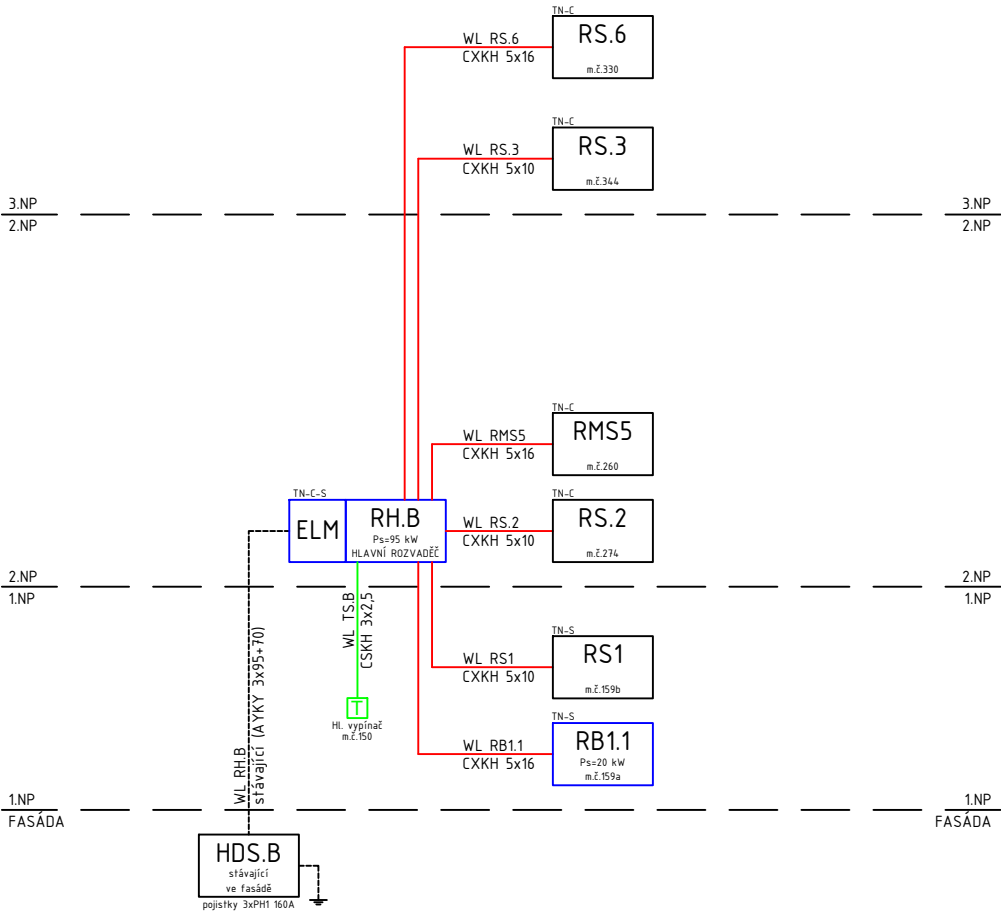 TN-C
WL RS.6
CXKH 5x16
RS.6
m.č.330
TN-C
WL RS.3
CXKH 5x10
RS.3
m.č.344
3.NP
3.NP
2.NP
2.NP
TN-C
WL RMS5
CXKH 5x16
RMS5
m.č.260
TN-C-S
ELM
RH.B
Ps=95 kW
HLAVNÍ ROZVADĚČ
TN-C
WL RS.2
CXKH 5x10
RS.2
m.č.274
2.NP
2.NP
1.NP
1.NP
WL TS.B
CSKH 3x2,5
T
Hl. vypínač
m.č.150
TN-S
WL RS1
CXKH 5x10
RS1
m.č.159b
TN-S
WL RB1.1
CXKH 5x16
RB1.1
Ps=20 kW
m.č.159a
WL RH.B
stávající (AYKY 3x95+70)
1.NP
1.NP
FASÁDA
FASÁDA
HDS.B
stávající
ve fasádě
pojistky 3xPH1 160A